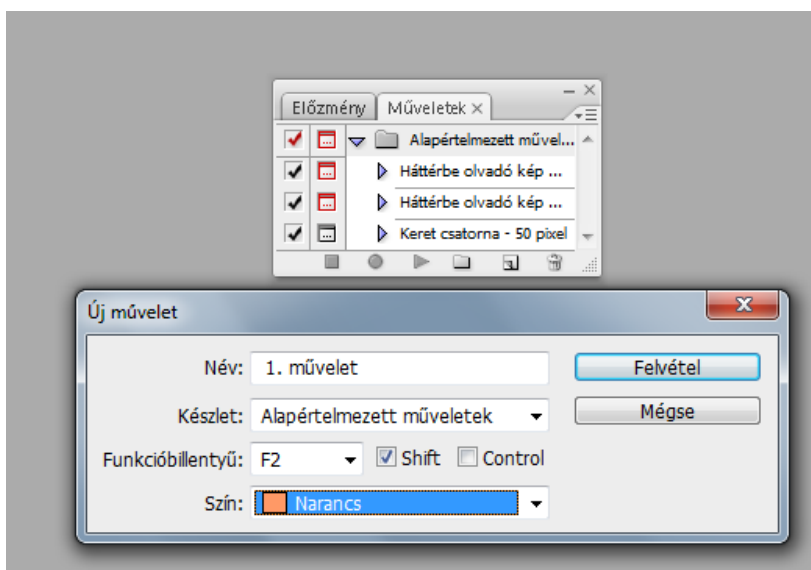 Előzmény Műveletek
Alapértelmezett művel...
Háttérbe olvadó kép ...
Háttérbe olvadó kép ...
Keret csatorna - 50 pixel
Új művelet
Név: 1. művelet Felvétel
Készlet: Alapértelmezett műveletek Mégse
Funkcióbillentyű: F2 Shift Control
Szín: Narancs